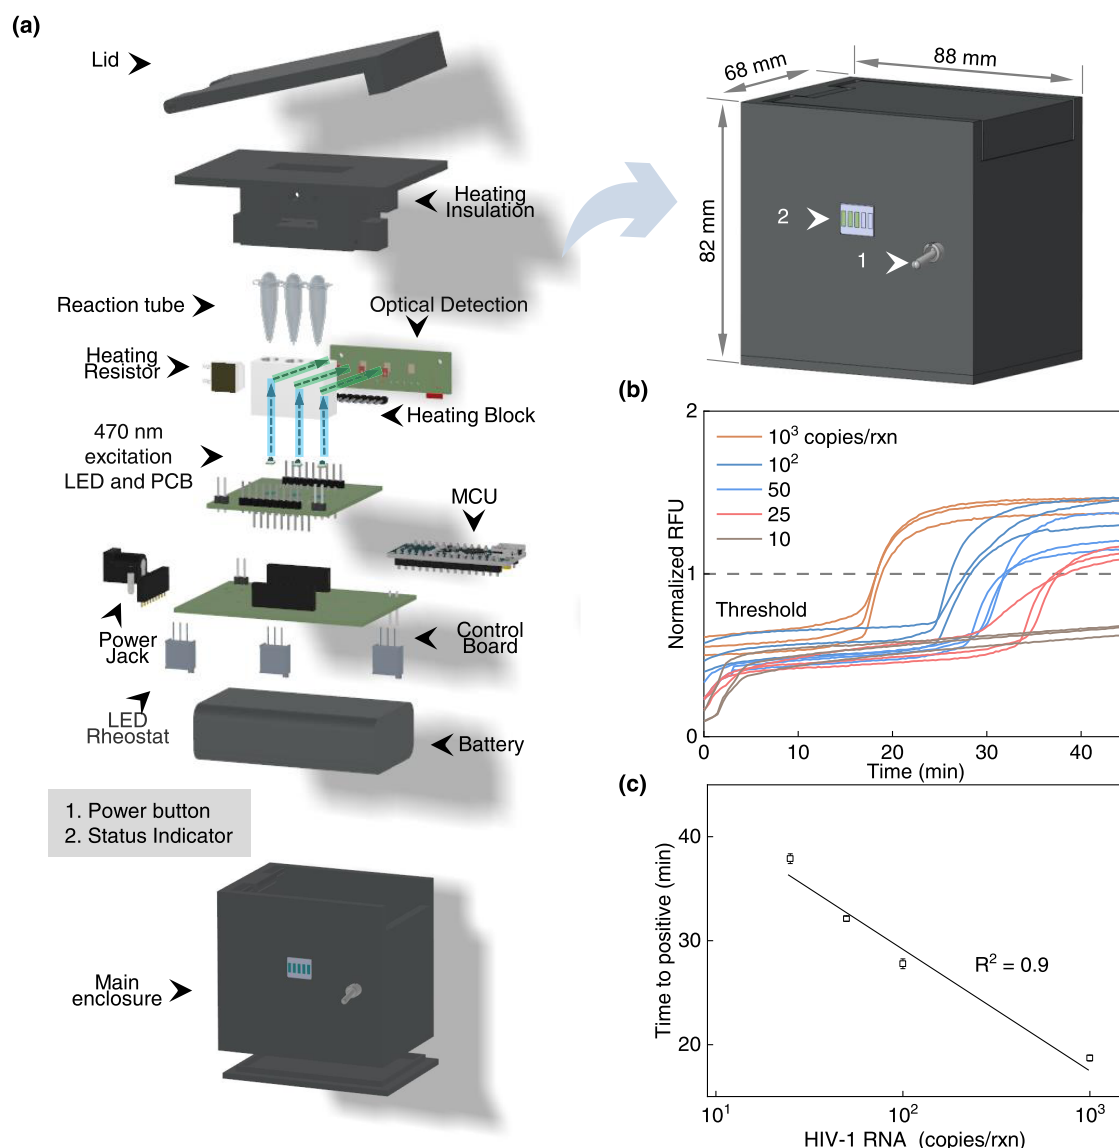 (a)
Lid
Heating
Insulation
Reaction tube
Optical Detection
Heating
Resistor
Heating Block
470 nm
excitation
LED and PCB
MCU
Power
Jack
Control
Board
LED
Rheostat
Battery
1. Power button
2. Status Indicator
Main
enclosure
68 mm
88 mm
82 mm
2
1
(b)
2
1
0
Normalized RFU
10³ copies/rxn
10²
50
25
10
Threshold
0
10
20
30
40
Time (min)
(c)
40
30
20
Time to positive (min)
R² = 0.9
10¹
10²
10³
HIV-1 RNA (copies/rxn)